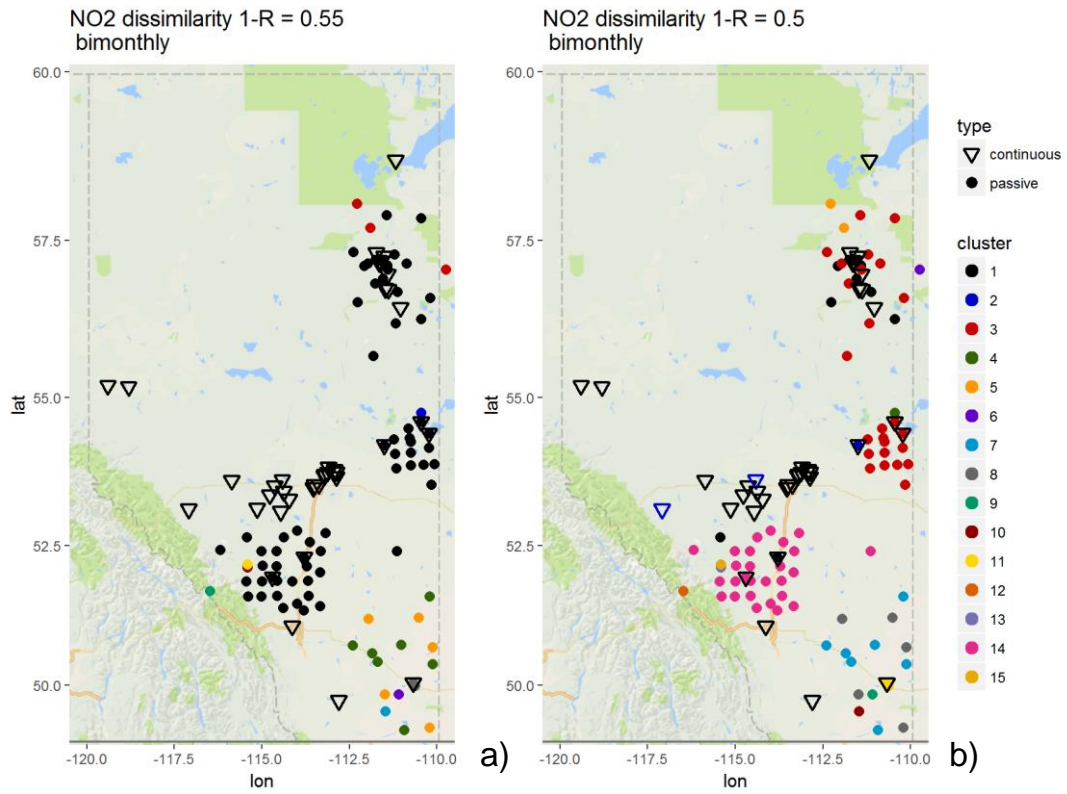 NO2 dissimilarity 1-R = 0.55
bimonthly
60.0
57.5
55.0
52.5
50.0
lat
-120.0 -117.5 -115.0 -112.5 -110.0
lon
a)
NO2 dissimilarity 1-R = 0.5
bimonthly
60.0
57.5
55.0
52.5
50.0
lat
-120.0 -117.5 -115.0 -112.5 -110.0
lon
b)
type
continuous
passive
cluster
1
2
3
4
5
6
7
8
9
10
11
12
13
14
15